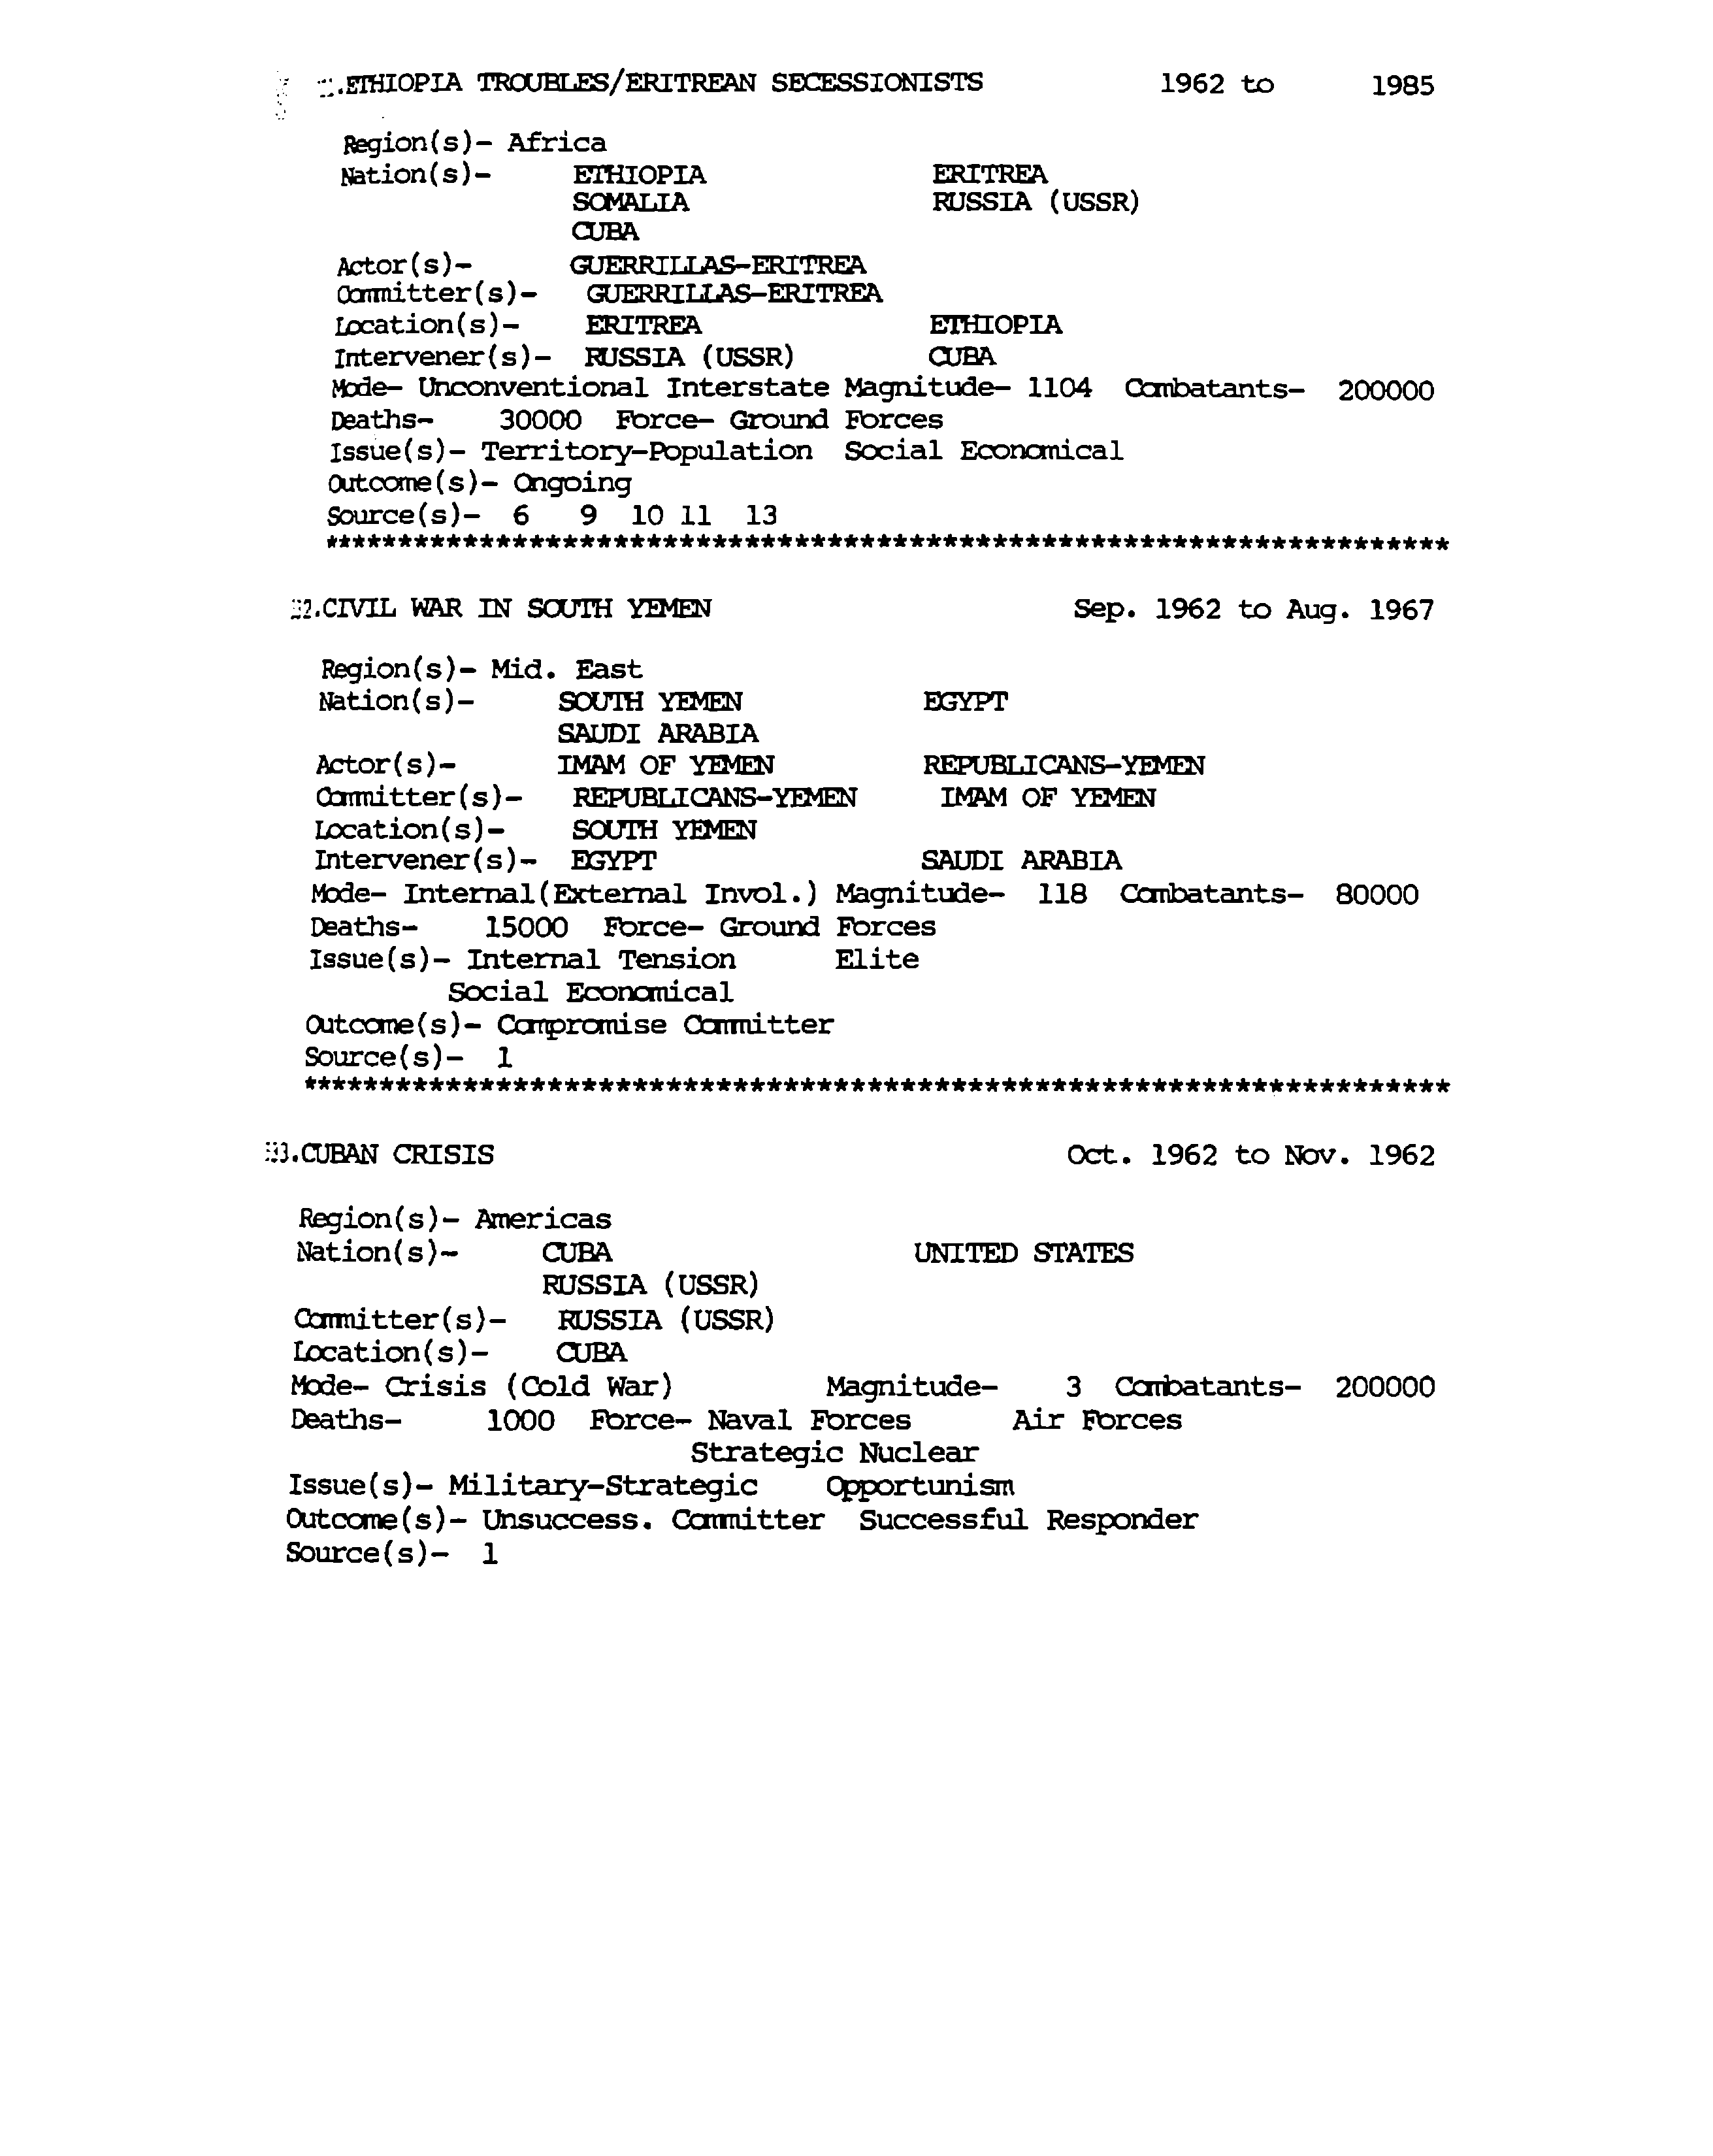 .ETHIOPIA TROUBLES/ERITREAN SECESSIONISTS 1962 to 1985
Region(s)- Africa
Nation(s)- ETHIOPIA ERITREA
SOMALIA RUSSIA (USSR)
CUBA
Actor(s)- GUERRILLAS-ERITREA
Committer(s)- GUERRILLAS-ERITREA
Location(s)- ERITREA ETHIOPIA
Intervener(s)- RUSSIA (USSR) CUBA
Mode- Unconventional Interstate Magnitude- 1104 Combatants- 200000
Deaths- 30000 Force- Ground Forces
Issue(s)- Territory-Population Social Economical
Outcome(s)- Ongoing
Source(s)- 6 9 10 11 13
********************************************************************
.CIVIL WAR IN SOUTH YEMEN Sep. 1962 to Aug. 1967
Region(s)- Mid. East
Nation(s)- SOUTH YEMEN EGYPT
SAUDI ARABIA
Actor(s)- IMAM OF YEMEN REPUBLICANS-YEMEN
Committer(s)- REPUBLICANS-YEMEN IMAM OF YEMEN
Location(s)- SOUTH YEMEN
Intervener(s)- EGYPT SAUDI ARABIA
Mode- Internal(External Invol.) Magnitude- 118 Combatants- 80000
Deaths- 15000 Force- Ground Forces
Issue(s)- Internal Tension Elite
Social Economical
Outcome(s)- Compromise Committer
Source(s)- 1
********************************************************************
.CUBAN CRISIS Oct. 1962 to Nov. 1962
Region(s)- Americas
Nation(s)- CUBA UNITED STATES
RUSSIA (USSR)
Committer(s)- RUSSIA (USSR)
Location(s)- CUBA
Mode- Crisis (Cold War) Magnitude- 3 Combatants- 200000
Deaths- 1000 Force- Naval Forces Air Forces
Strategic Nuclear
Issue(s)- Military-Strategic Opportunism
Outcome(s)- Unsuccess. Committer Successful Responder
Source(s)- 1